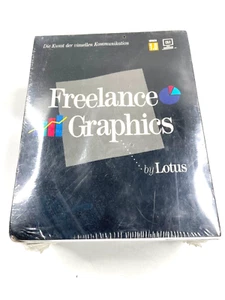 Die Kunst der visuellen Kommunikation
Freelance
Graphics
by Lotus